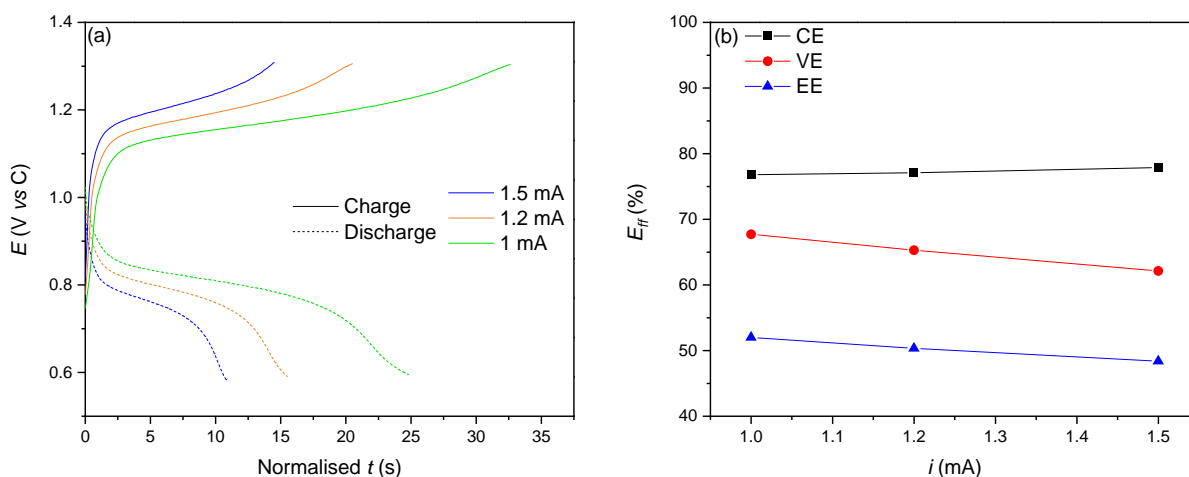 (a)
1.4
1.2
1.0
0.8
0.6
E (V vs C)
Charge
Discharge
1.5 mA
1.2 mA
1 mA
0 5 10 15 20 25 30 35
Normalised t (s)
(b)
CE
VE
EE
100
90
80
70
60
50
40
Eff (%)
1.0 1.1 1.2 1.3 1.4 1.5
i (mA)